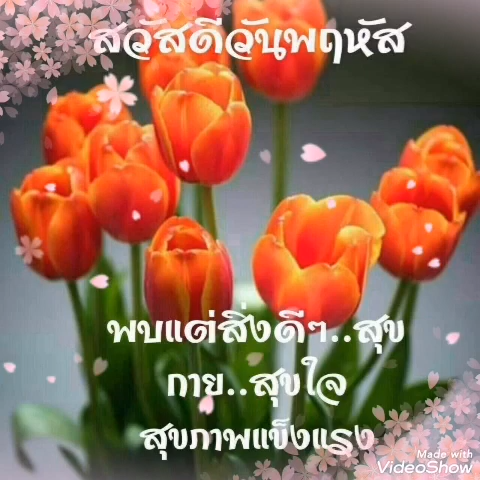 สวัสดีวันพฤหัส
พบแต่สิ่งดีๆ..สุข
กาย..สุขใจ
สุขภาพแข็งแรง
Made with
VideoShow